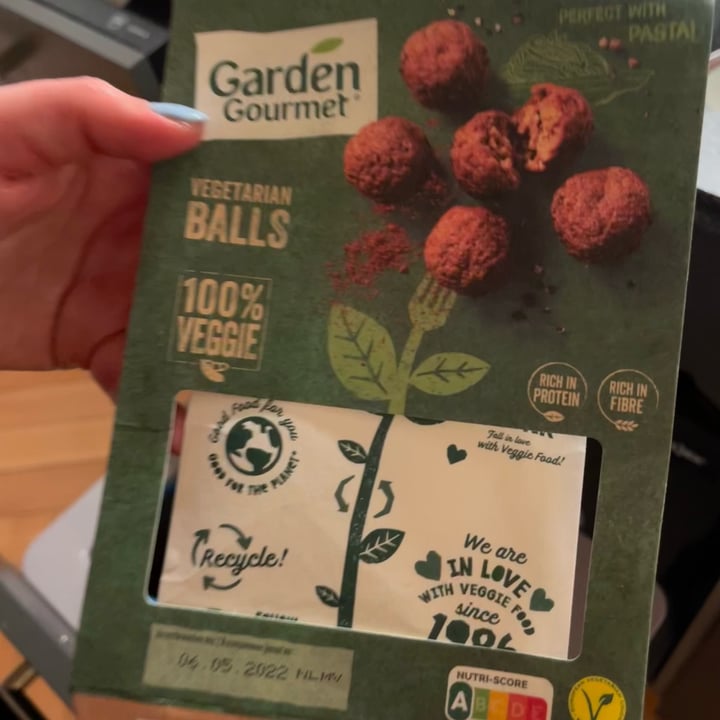 PERFECT WITH
PASTA!
Garden
Gourmet
VEGETARIAN
BALLS
100%
VEGGIE
RICH IN
PROTEIN
RICH IN
FIBRE
Good Food for you
GOOD FOR THE PLANET
Fall in love
with Veggie Food!
Recycle!
We are
IN LOVE
WITH VEGGIE FOOD
since
1986
06.05.2022
NUTRI-SCORE
A B C D E